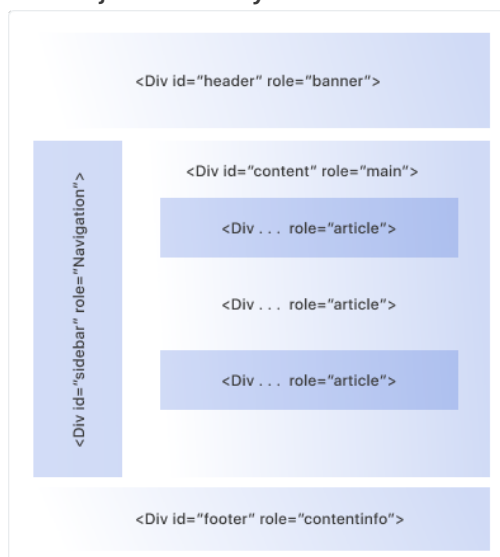 <Div id="header" role="banner">
<Div id="sidebar" role="Navigation">
<Div id="content" role="main">
<Div . . .  role="article">
<Div . . .  role="article">
<Div . . .  role="article">
<Div id="footer" role="contentinfo">